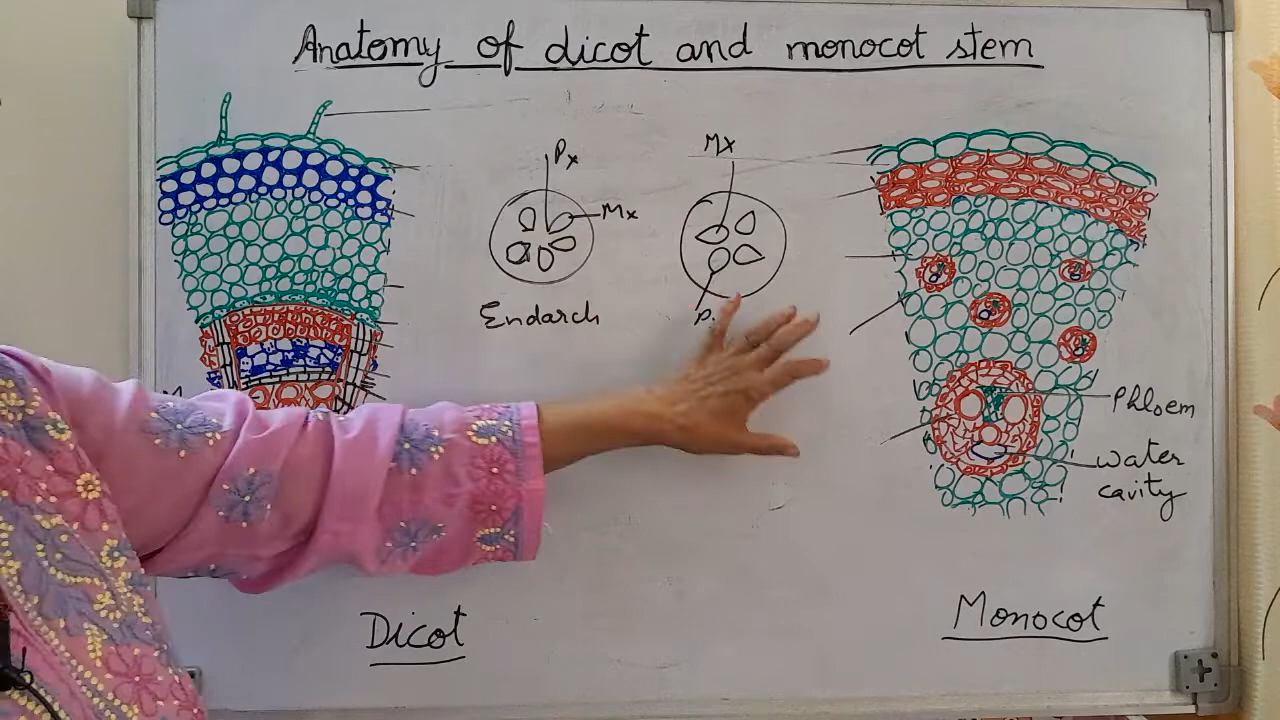 Anatomy of dicot and monocot stem
Px
Mx
Endarch
Mx
Phloem
water
cavity
Dicot
Monocot